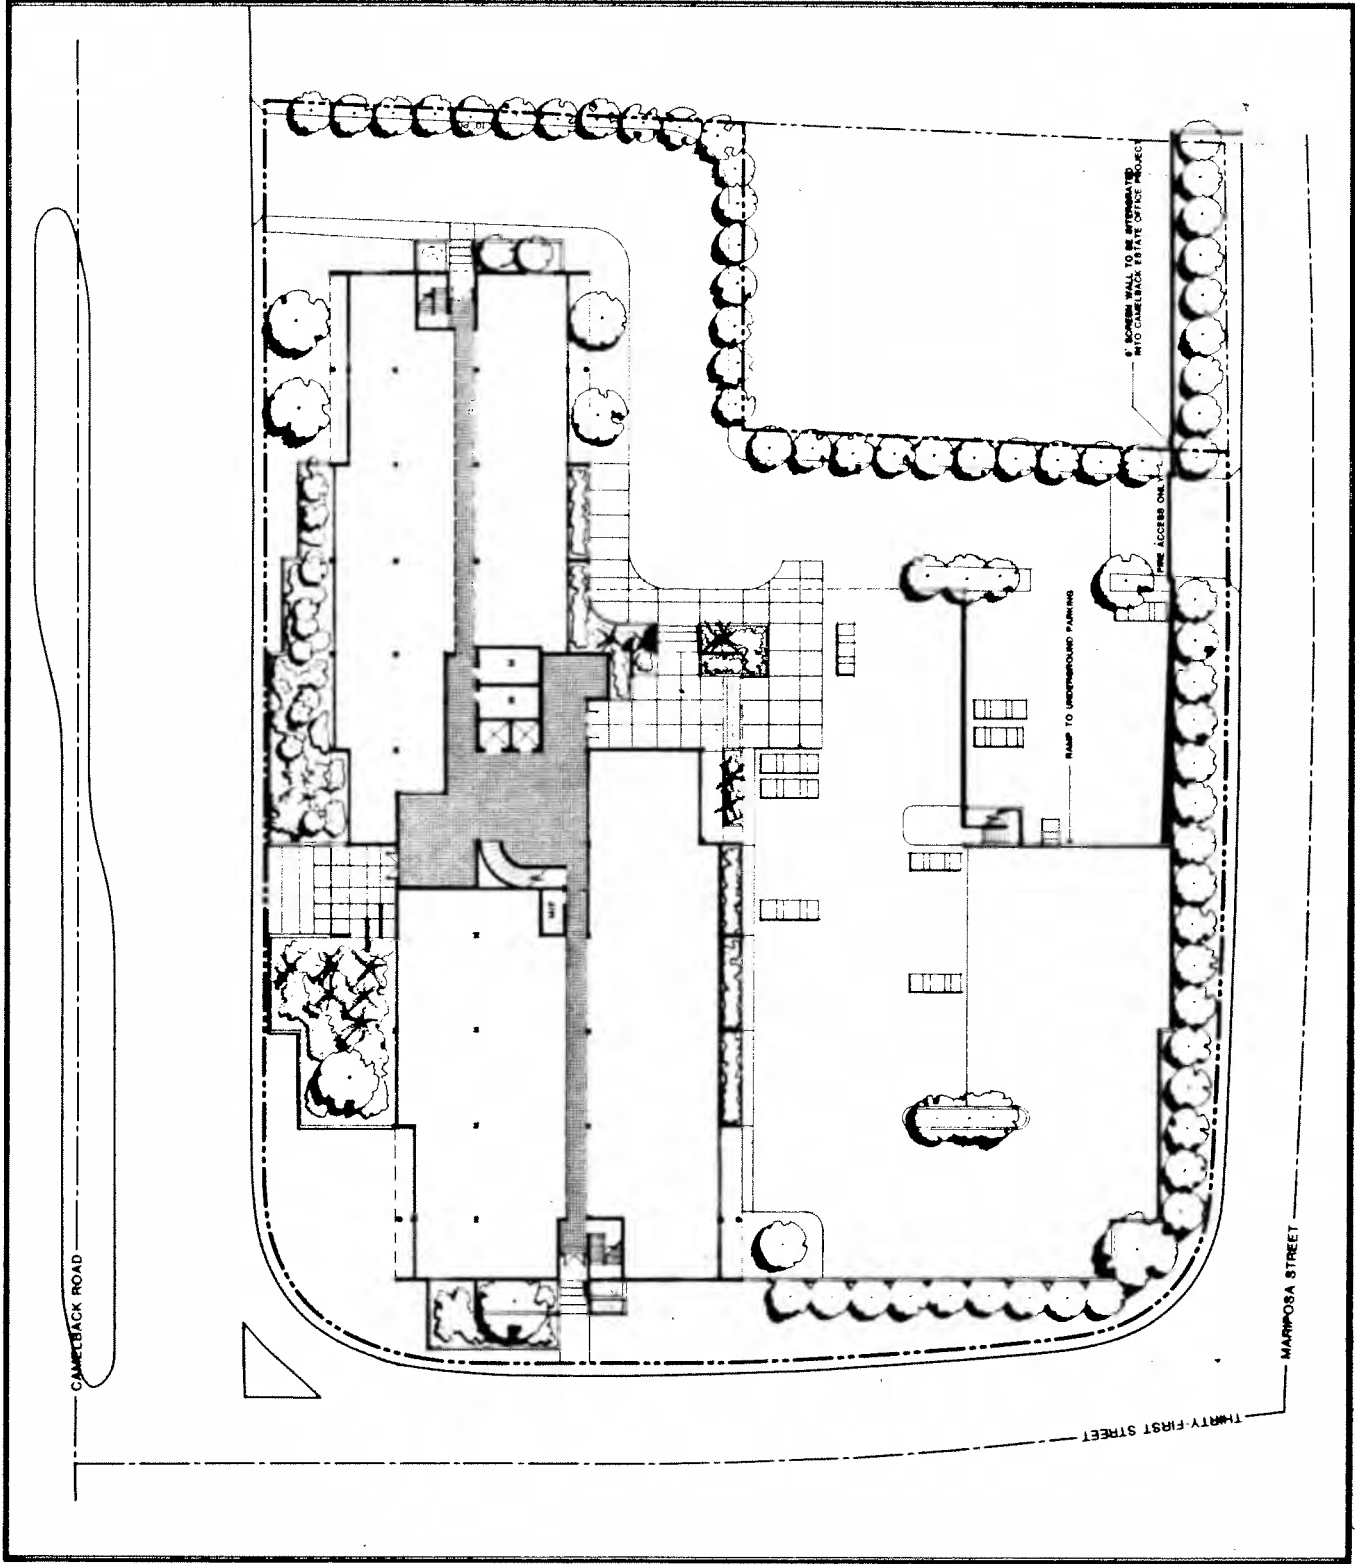 CAMELBACK ROAD
6' SCREEN WALL TO BE INTERGRATED
INTO CAMELBACK ESTATE OFFICE PROJECT
FIRE ACCESS ONLY
RAMP TO UNDERGROUND PARKING
MARIPOSA STREET
THIRTY-FIRST STREET